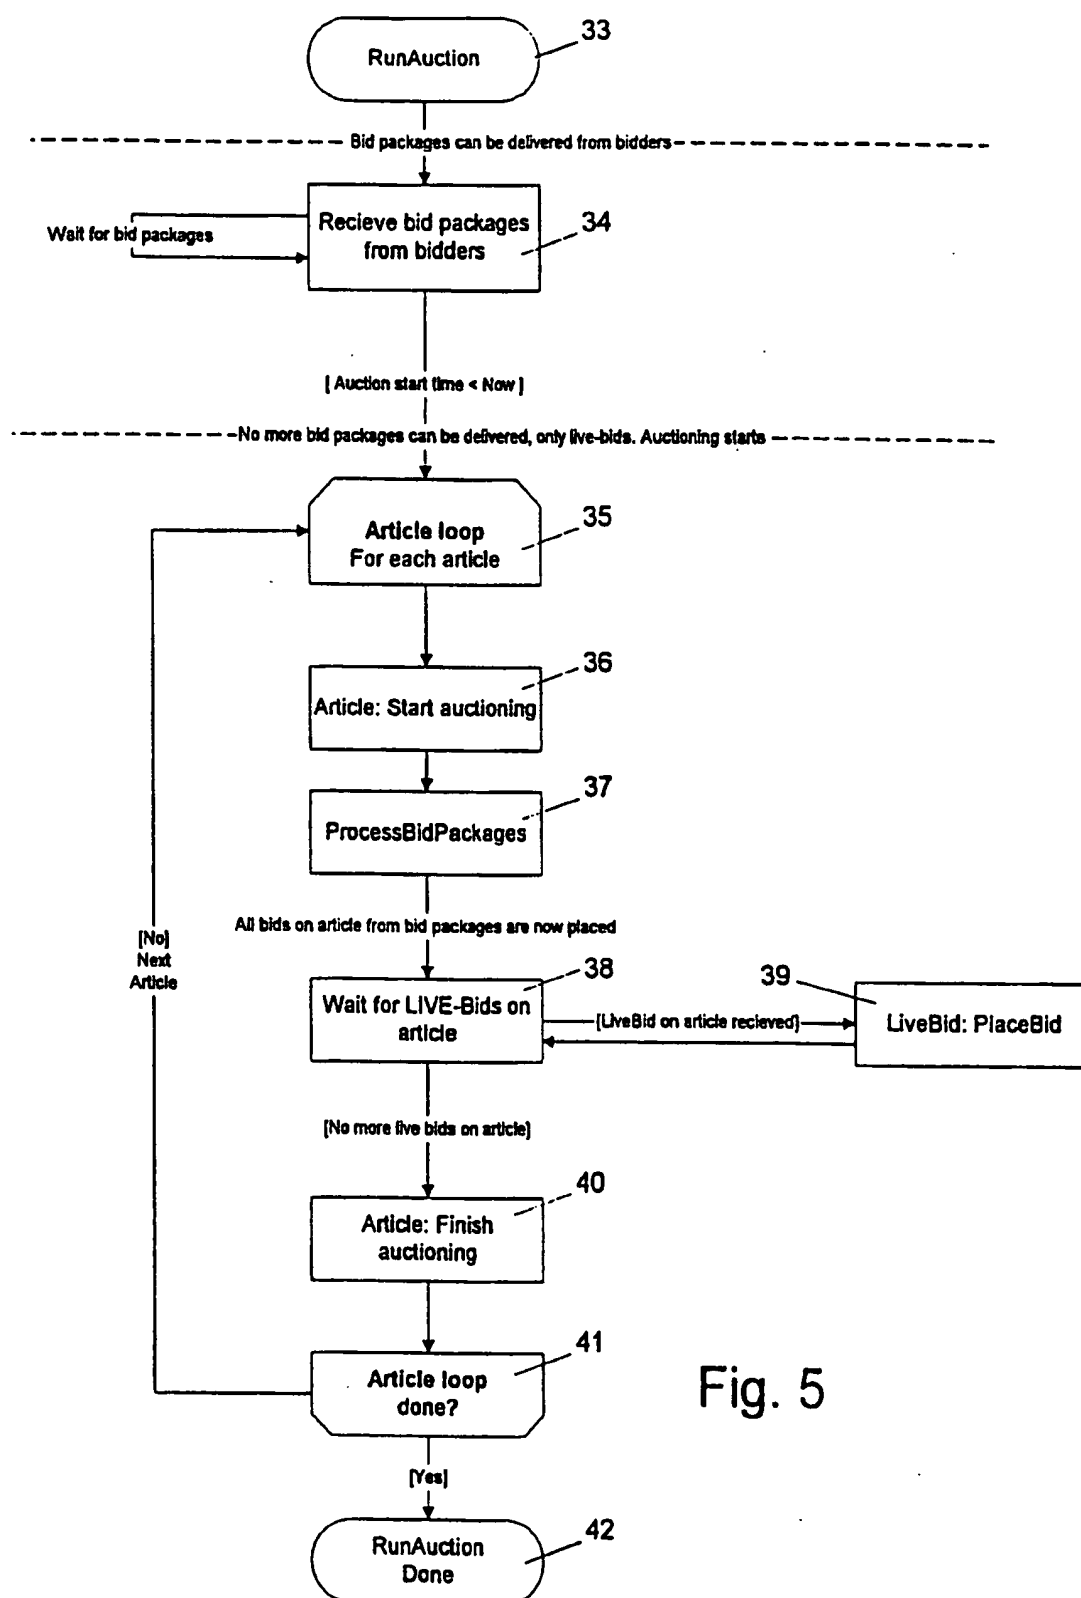 33
RunAuction
Bid packages can be delivered from bidders
Recieve bid packages
from bidders
34
Wait for bid packages
[ Auction start time < Now ]
No more bid packages can be delivered, only live-bids. Auctioning starts
Article loop
For each article
35
36
Article: Start auctioning
37
ProcessBidPackages
All bids on article from bid packages are now placed
[No]
Next
Article
38
Wait for LIVE-Bids on
article
[LiveBid on article recieved]
39
LiveBid: PlaceBid
[No more live bids on article]
40
Article: Finish
auctioning
41
Article loop
done?
Fig. 5
[Yes]
42
RunAuction
Done